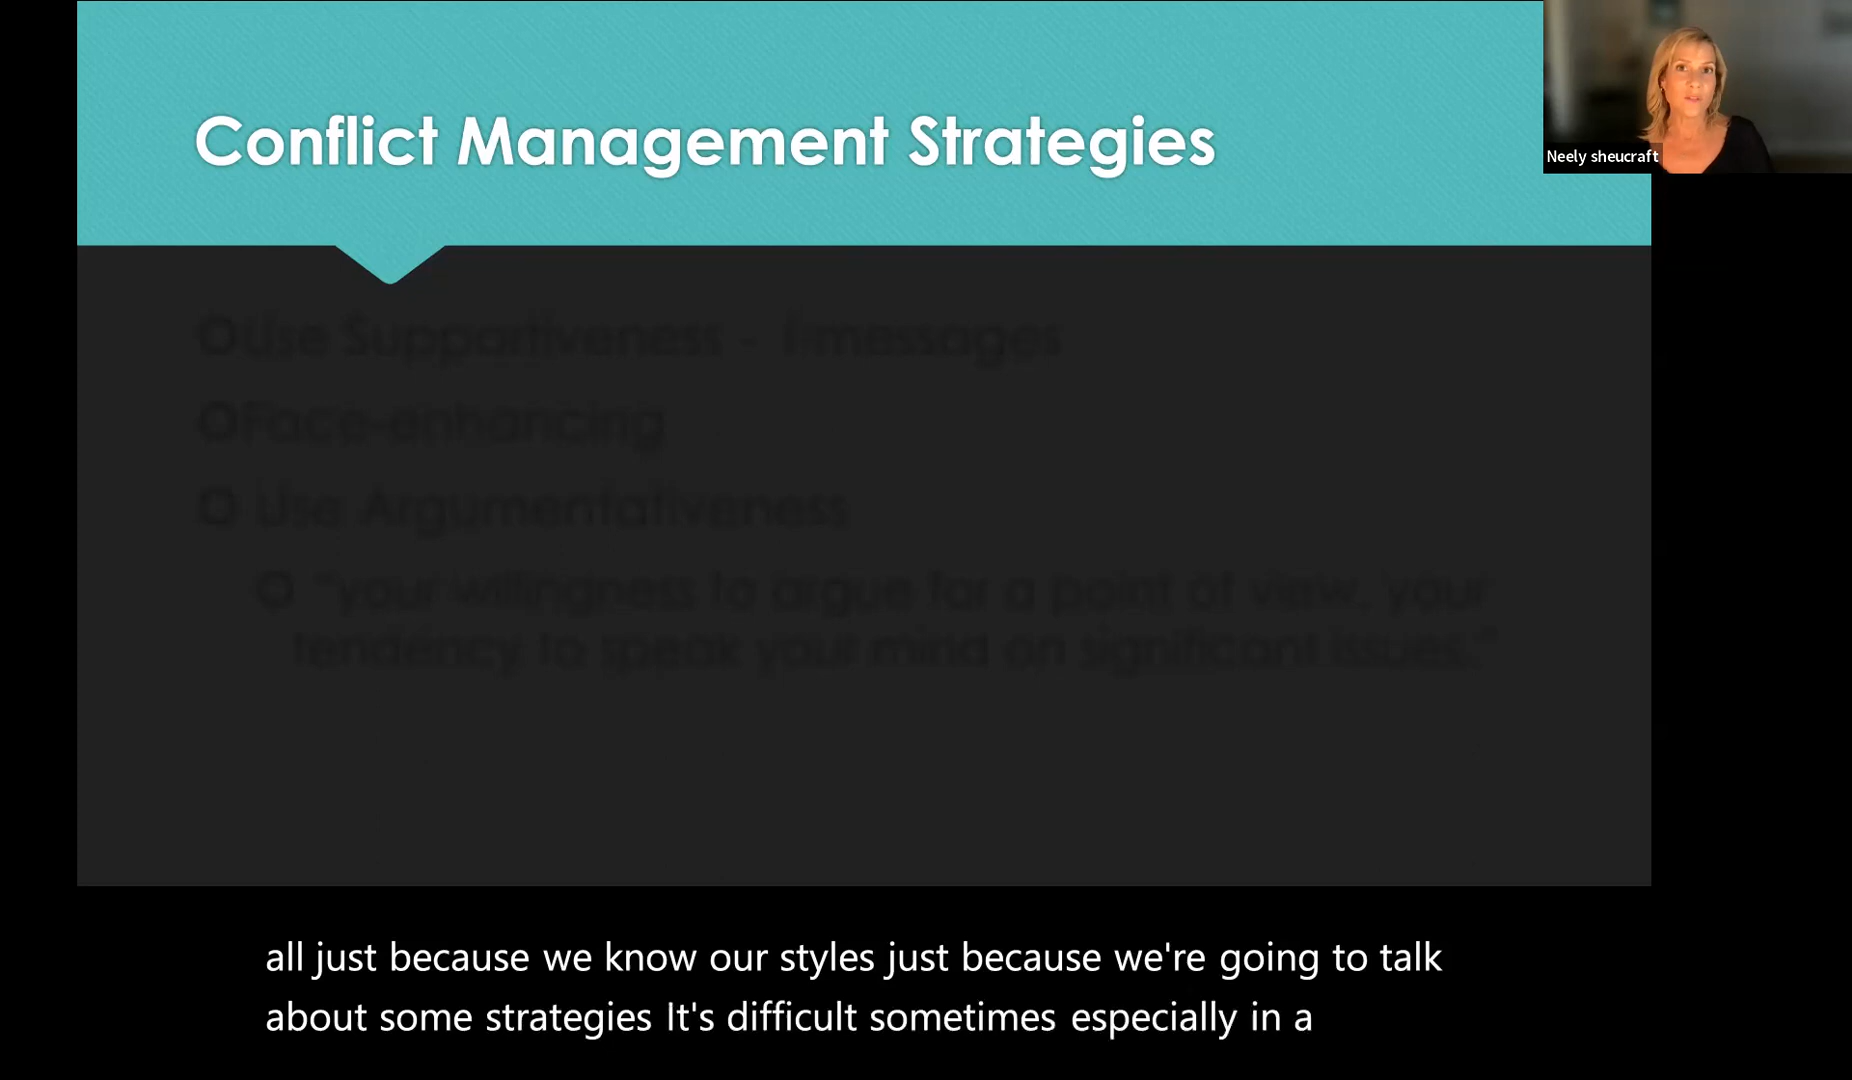 Conflict Management Strategies
Neely sheucraft
Use Supportiveness - I-messages
Face-enhancing
Use Argumentativeness
"your willingness to argue for a point of view, your
tendency to speak your mind on significant issues."
all just because we know our styles just because we're going to talk
about some strategies It's difficult sometimes especially in a